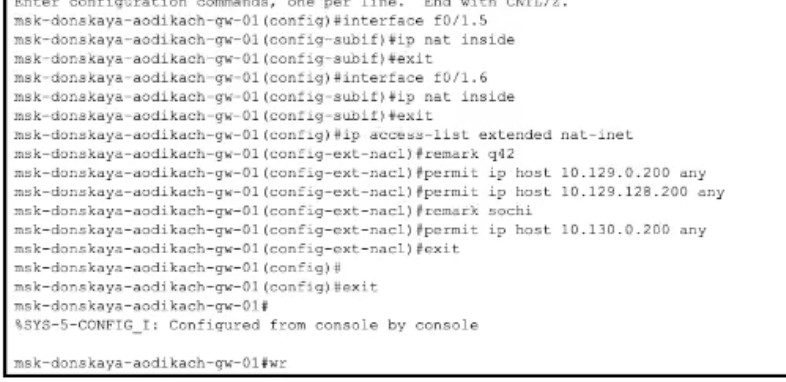 Enter configuration commands, one per line. End with CNTL/Z.
msk-donskaya-aodikach-gw-01(config)#interface f0/1.5
msk-donskaya-aodikach-gw-01(config-subif)#ip nat inside
msk-donskaya-aodikach-gw-01(config-subif)#exit
msk-donskaya-aodikach-gw-01(config)#interface f0/1.6
msk-donskaya-aodikach-gw-01(config-subif)#ip nat inside
msk-donskaya-aodikach-gw-01(config-subif)#exit
msk-donskaya-aodikach-gw-01(config)#ip access-list extended nat-inet
msk-donskaya-aodikach-gw-01(config-ext-nacl)#remark q42
msk-donskaya-aodikach-gw-01(config-ext-nacl)#permit ip host 10.129.0.200 any
msk-donskaya-aodikach-gw-01(config-ext-nacl)#permit ip host 10.129.128.200 any
msk-donskaya-aodikach-gw-01(config-ext-nacl)#remark sochi
msk-donskaya-aodikach-gw-01(config-ext-nacl)#permit ip host 10.130.0.200 any
msk-donskaya-aodikach-gw-01(config-ext-nacl)#exit
msk-donskaya-aodikach-gw-01(config)#
msk-donskaya-aodikach-gw-01(config)#exit
msk-donskaya-aodikach-gw-01#
%SYS-5-CONFIG_I: Configured from console by console
msk-donskaya-aodikach-gw-01#wr